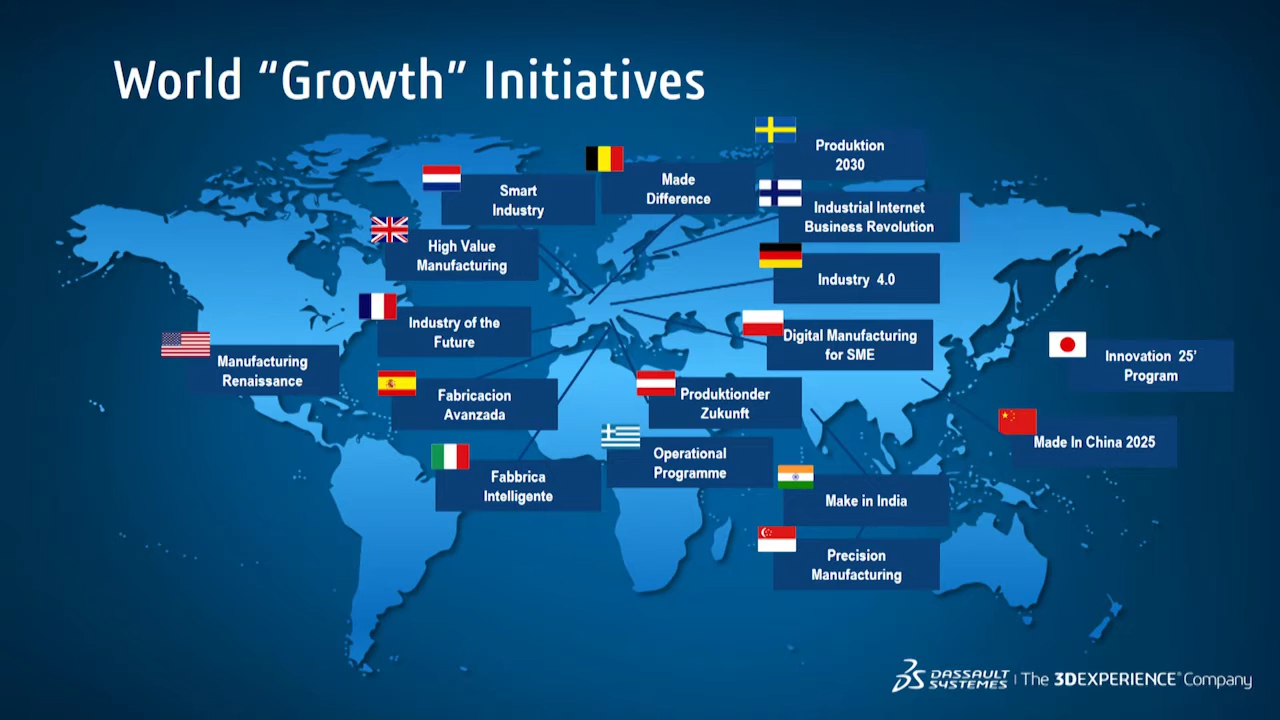 World “Growth” Initiatives
Produktion
2030
Made
Difference
Smart
Industry
Industrial Internet
Business Revolution
High Value
Manufacturing
Industry 4.0
Industry of the
Future
Digital Manufacturing
for SME
Manufacturing
Renaissance
Innovation 25’
Program
Fabricacion
Avanzada
Produktionder
Zukunft
Made In China 2025
Operational
Programme
Fabbrica
Intelligente
Make in India
Precision
Manufacturing
DASSAULT
SYSTEMES | The 3DEXPERIENCE® Company